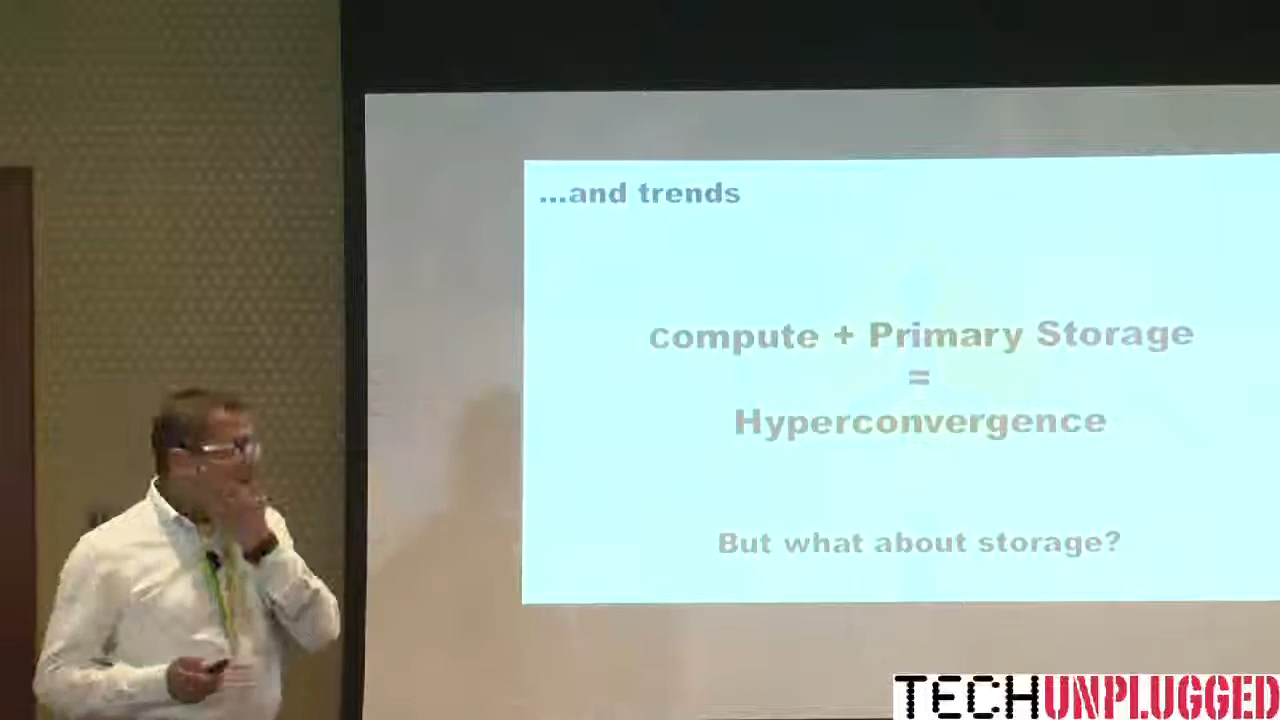 ...and trends
Compute + Primary Storage
=
Hyperconvergence
But what about storage?
TECHUNPLUGGED